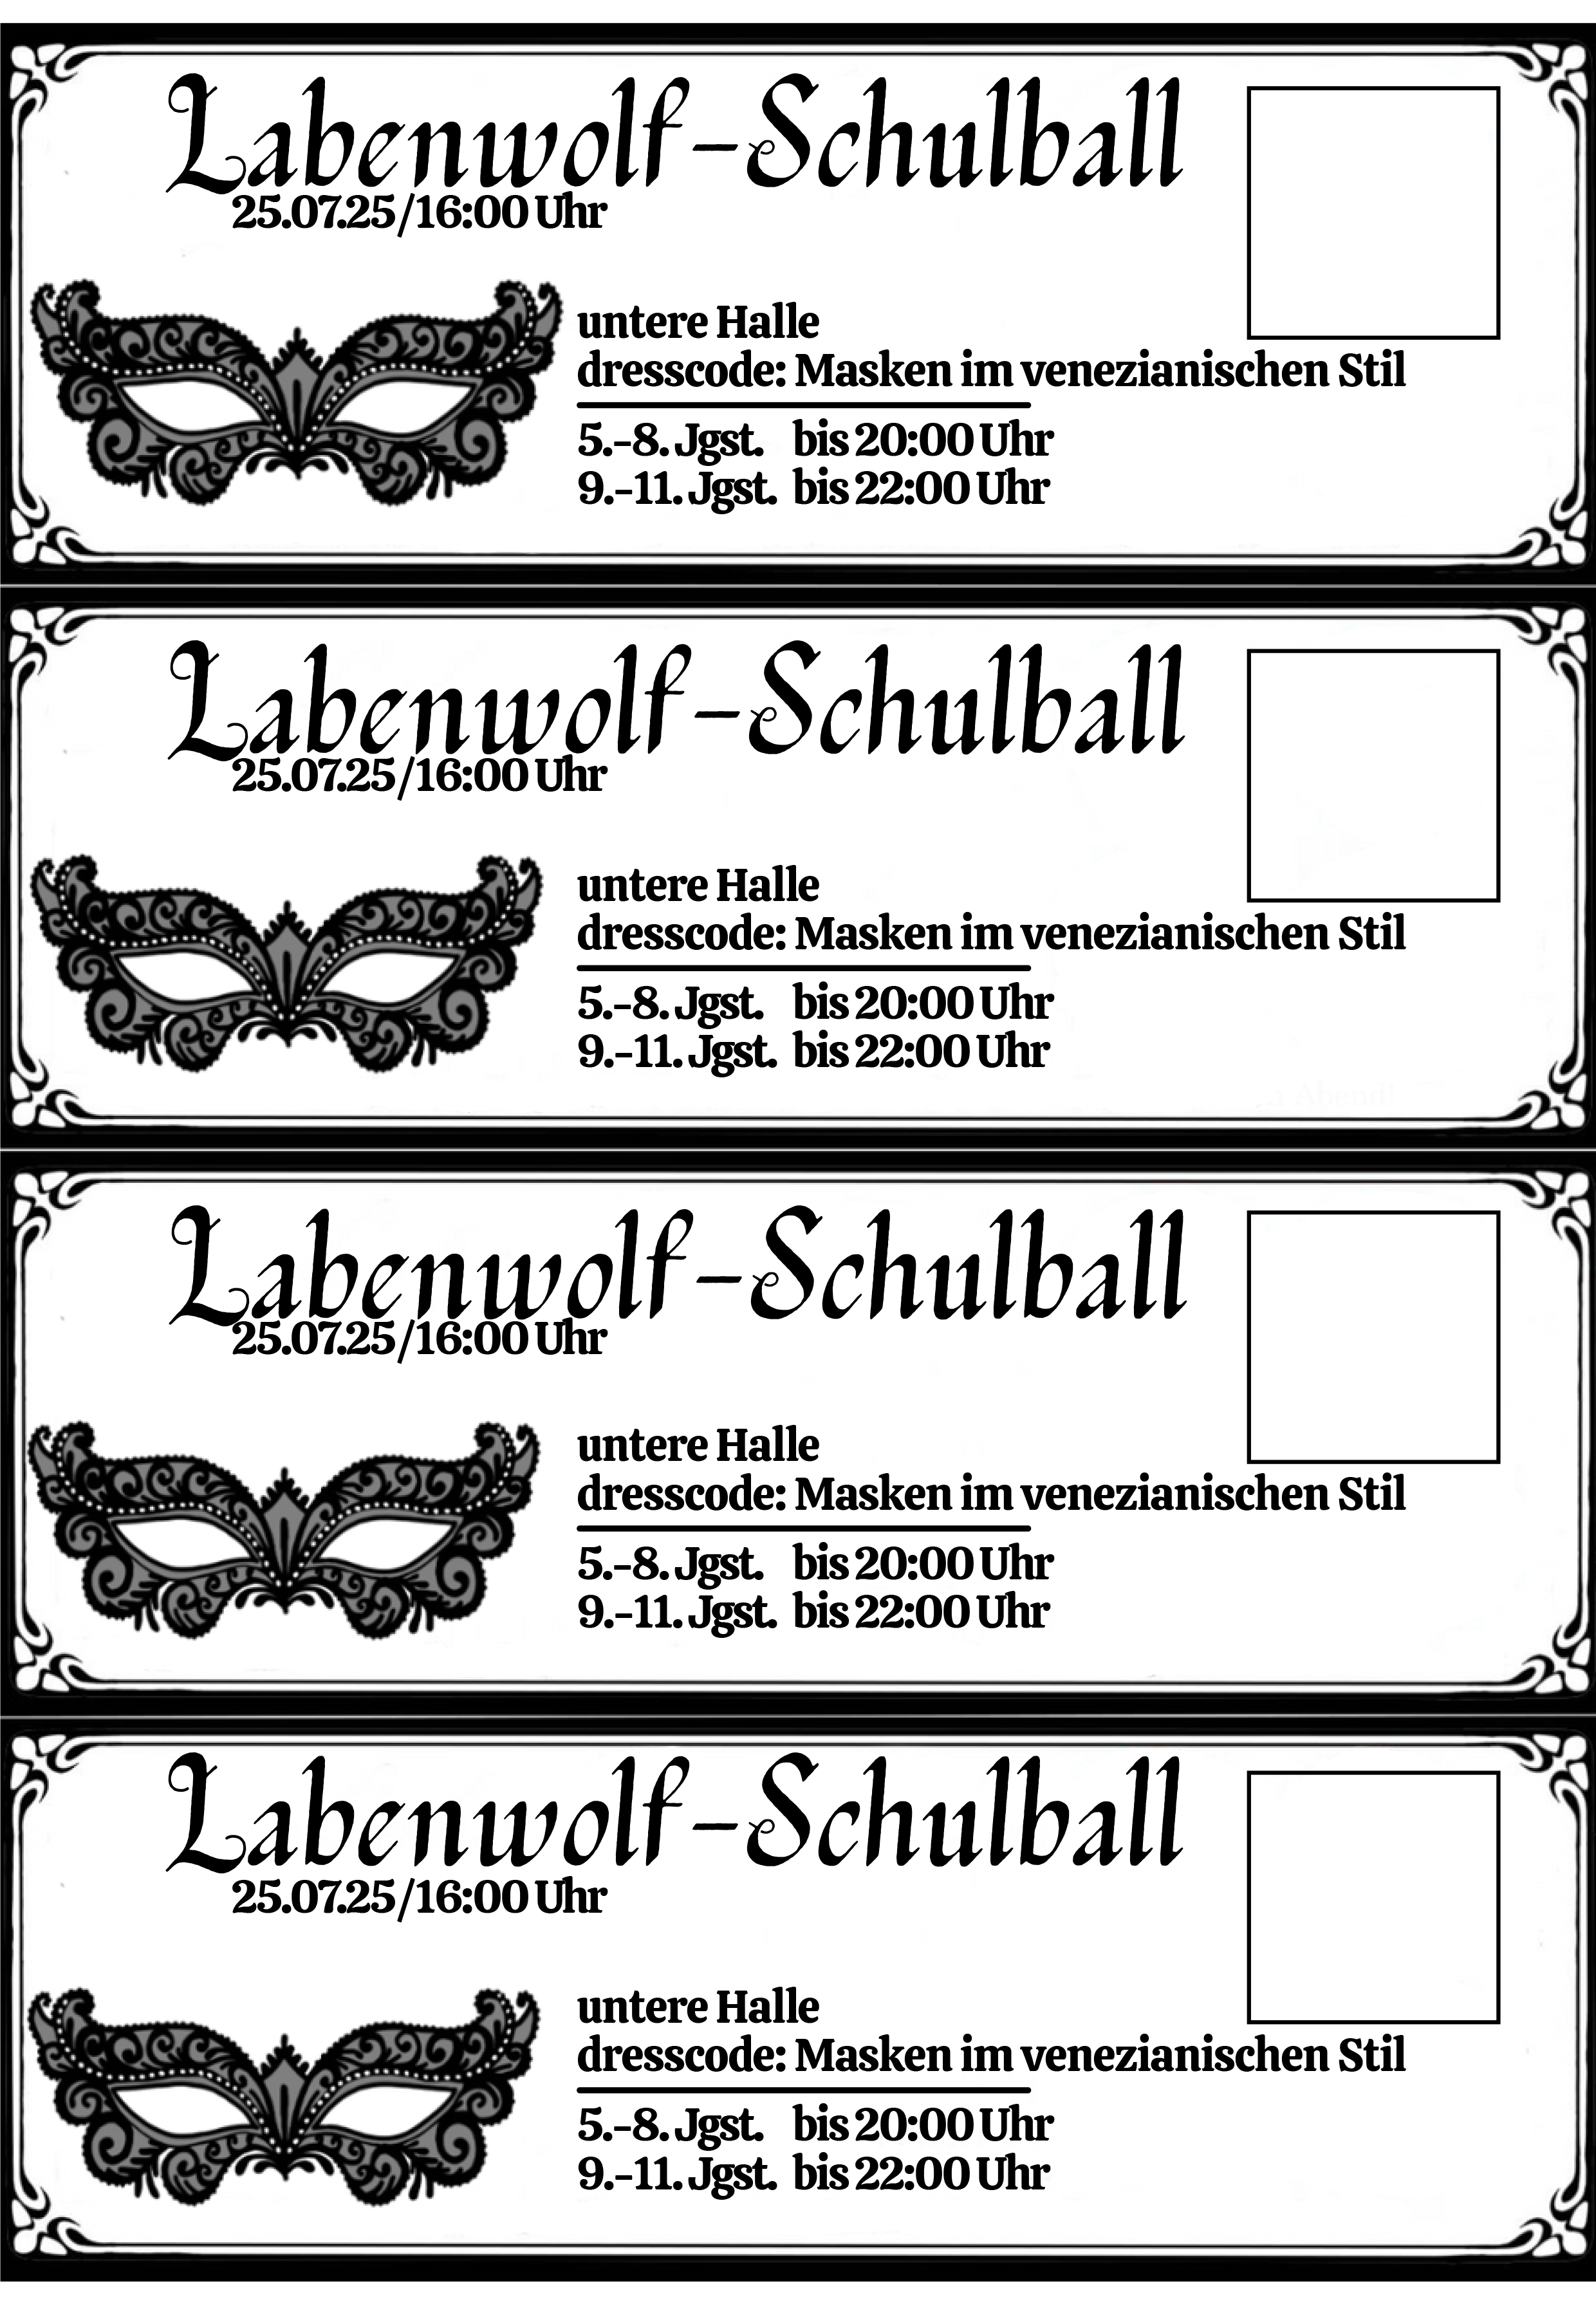 Labenwolf-Schulball
25.07.25/16:00 Uhr
untere Halle
dresscode: Masken im venezianischen Stil
5.-8. Jgst. bis 20:00 Uhr
9.-11. Jgst. bis 22:00 Uhr
Labenwolf-Schulball
25.07.25/16:00 Uhr
untere Halle
dresscode: Masken im venezianischen Stil
5.-8. Jgst. bis 20:00 Uhr
9.-11. Jgst. bis 22:00 Uhr
Abend!
Labenwolf-Schulball
25.07.25/16:00 Uhr
untere Halle
dresscode: Masken im venezianischen Stil
5.-8. Jgst. bis 20:00 Uhr
9.-11. Jgst. bis 22:00 Uhr
Labenwolf-Schulball
25.07.25/16:00 Uhr
untere Halle
dresscode: Masken im venezianischen Stil
5.-8. Jgst. bis 20:00 Uhr
9.-11. Jgst. bis 22:00 Uhr